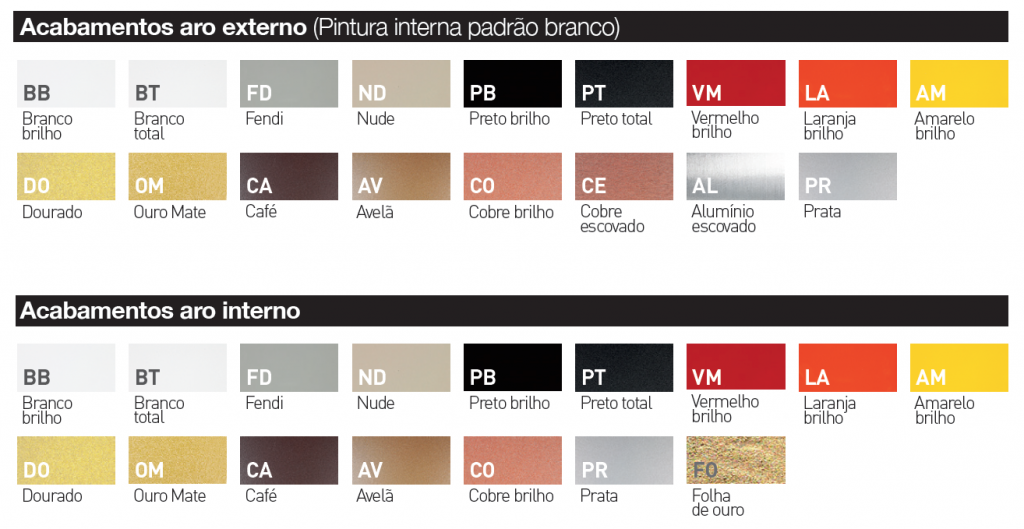 Acabamentos aro externo (Pintura interna padrão branco)
BB BT FD ND PB PT VM LA AM
Branco brilho
Branco total
Fendi
Nude
Preto brilho
Preto total
Vermelho brilho
Laranja brilho
Amarelo brilho
DO OM CA AV CO CE AL PR
Dourado
Ouro Mate
Café
Avelã
Cobre brilho
Cobre escovado
Alumínio escovado
Prata
Acabamentos aro interno
BB BT FD ND PB PT VM LA AM
Branco brilho
Branco total
Fendi
Nude
Preto brilho
Preto total
Vermelho brilho
Laranja brilho
Amarelo brilho
DO OM CA AV CO PR FO
Dourado
Ouro Mate
Café
Avelã
Cobre brilho
Prata
Folha de ouro